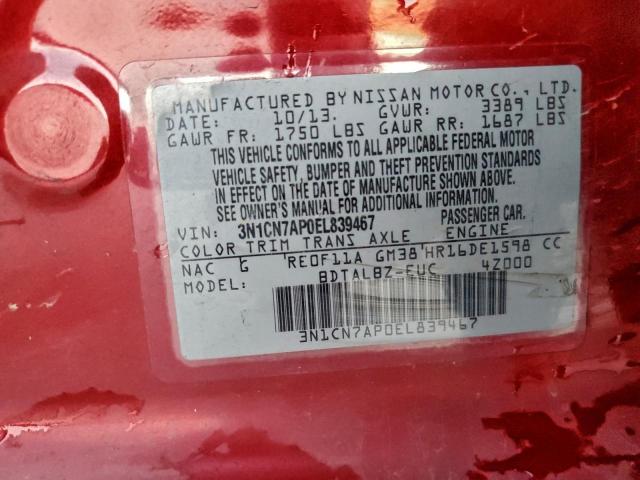 MANUFACTURED BY NISSAN MOTOR CO., LTD.
DATE: 10/13. GVWR: 3389 LBS
GAWR FR: 1750 LBS GAWR RR: 1687 LBS
THIS VEHICLE CONFORMS TO ALL APPLICABLE FEDERAL MOTOR
VEHICLE SAFETY, BUMPER AND THEFT PREVENTION STANDARDS
IN EFFECT ON THE DATE OF MANUFACTURE SHOWN ABOVE.
SEE OWNER'S MANUAL FOR ADDITIONAL INFORMATION.
VIN: 3N1CN7AP0EL839467 PASSENGER CAR.
COLOR TRIM TRANS AXLE ENGINE
NAC G RE0F11A GM38 HR16DE1598 CC
MODEL: BDTALBZ-EUC 4Z000
3N1CN7AP0EL839467